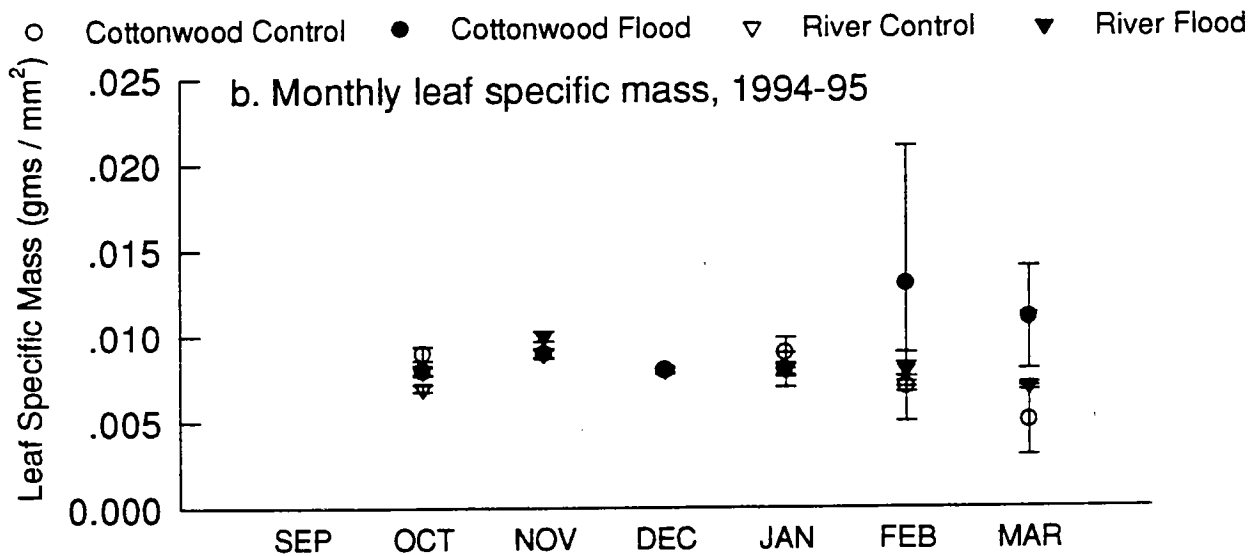 Cottonwood Control Cottonwood Flood River Control River Flood
b. Monthly leaf specific mass, 1994-95
Leaf Specific Mass (gms / mm²)
.025
.020
.015
.010
.005
0.000
SEP OCT NOV DEC JAN FEB MAR